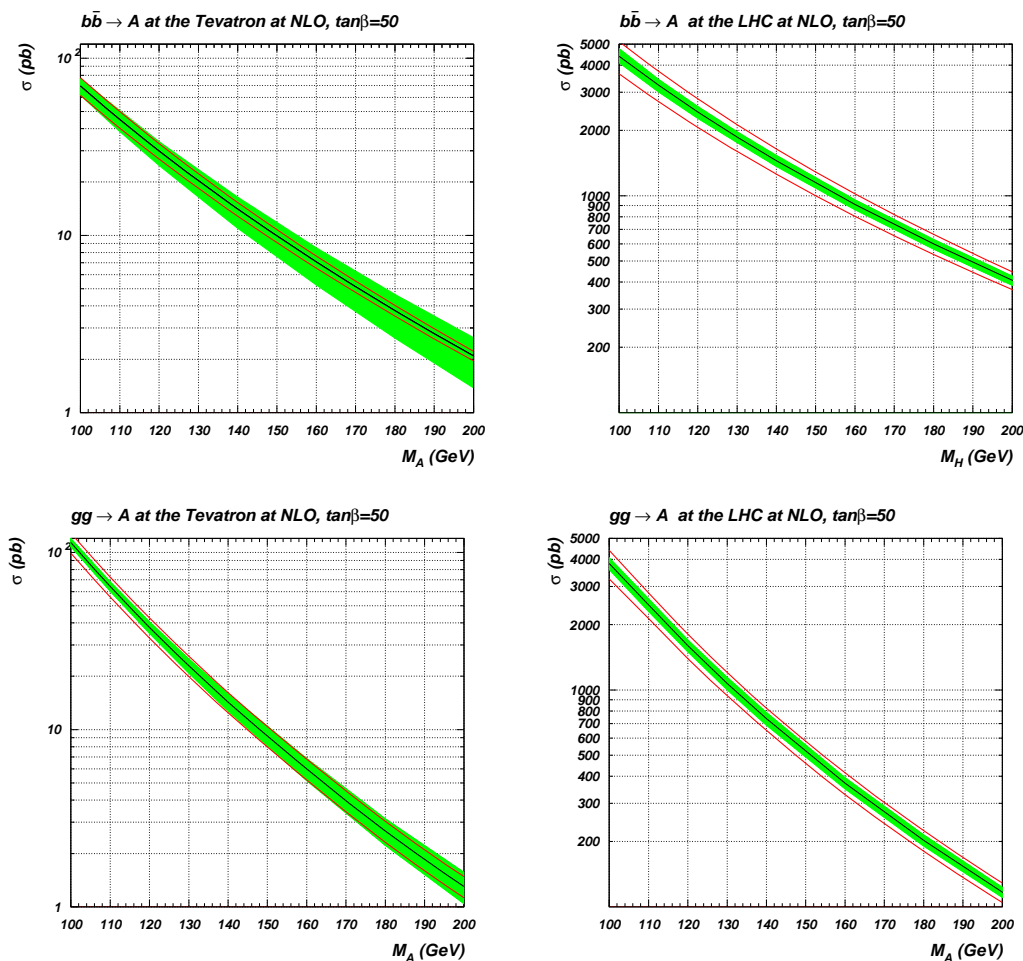 bb̄ → A at the Tevatron at NLO, tanβ=50
σ (pb)
10²
10
1
100 110 120 130 140 150 160 170 180 190 200
M_A (GeV)
bb̄ → A at the LHC at NLO, tanβ=50
σ (pb)
5000
4000
3000
2000
1000
900
800
700
600
500
400
300
200
100 110 120 130 140 150 160 170 180 190 200
M_H (GeV)
gg → A at the Tevatron at NLO, tanβ=50
σ (pb)
10²
10
1
100 110 120 130 140 150 160 170 180 190 200
M_A (GeV)
gg → A at the LHC at NLO, tanβ=50
σ (pb)
5000
4000
3000
2000
1000
900
800
700
600
500
400
300
200
100 110 120 130 140 150 160 170 180 190 200
M_A (GeV)